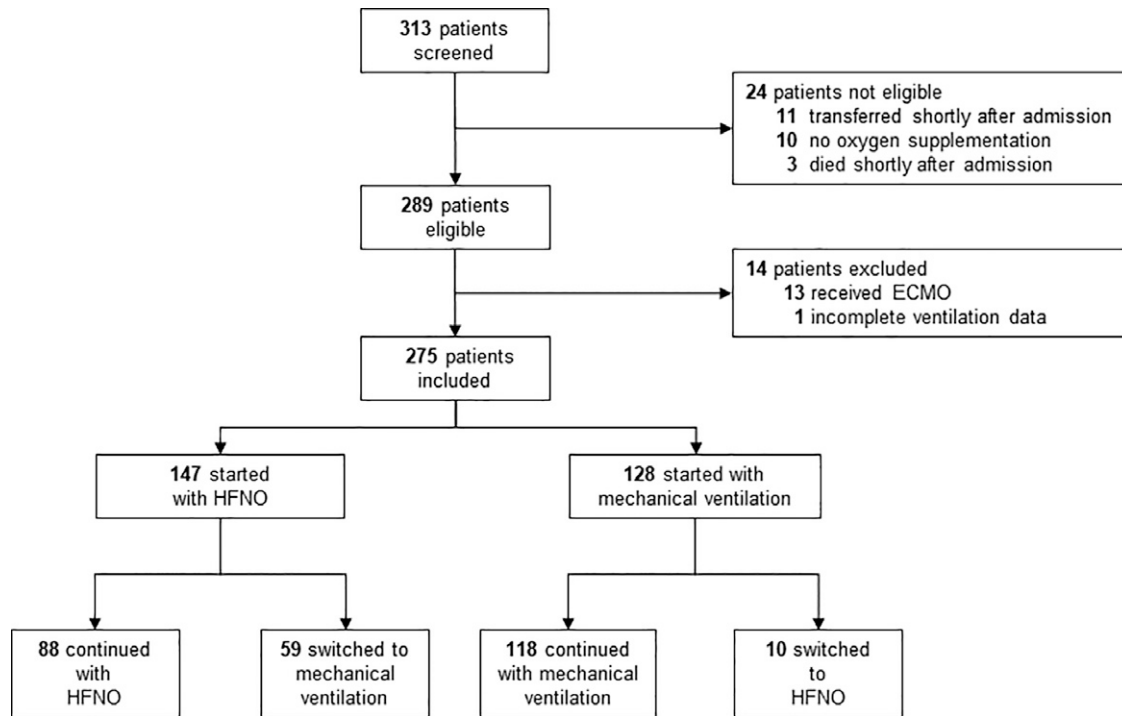 313 patients
screened
24 patients not eligible
11 transferred shortly after admission
10 no oxygen supplementation
3 died shortly after admission
289 patients
eligible
14 patients excluded
13 received ECMO
1 incomplete ventilation data
275 patients
included
147 started
with HFNO
128 started with
mechanical ventilation
88 continued
with
HFNO
59 switched to
mechanical
ventilation
118 continued
with mechanical
ventilation
10 switched
to
HFNO